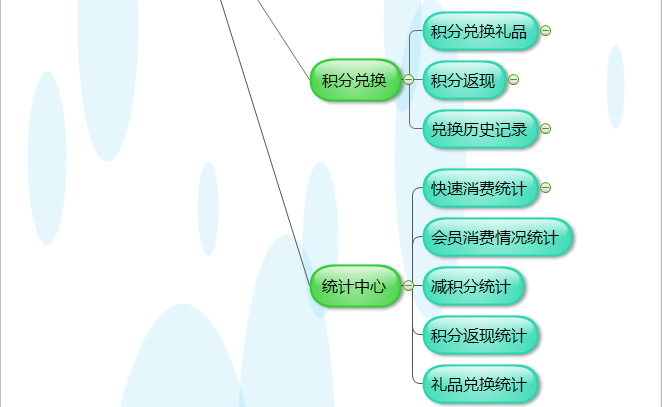 积分兑换
积分兑换礼品
积分返现
兑换历史记录
统计中心
快速消费统计
会员消费情况统计
减积分统计
积分返现统计
礼品兑换统计